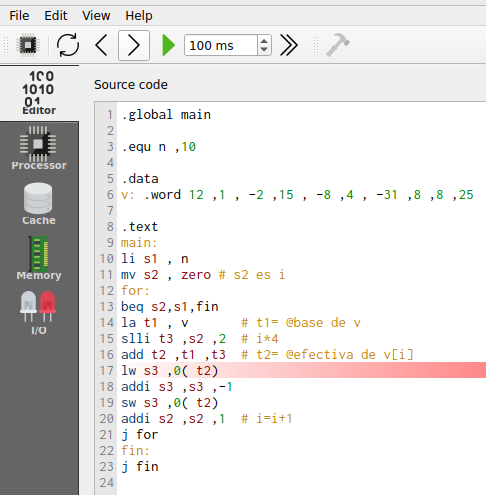 File Edit View Help
100 ms
100
1010
01
Editor
Processor
Cache
Memory
I/O
Source code
1 .global main
2
3 .equ n ,10
4
5 .data
6 v: .word 12 ,1 , -2 ,15 , -8 ,4 , -31 ,8 ,8 ,25
7
8 .text
9 main:
10 li s1 , n
11 mv s2 , zero # s2 es i
12 for:
13 beq s2,s1,fin
14 la t1 , v # t1= @base de v
15 slli t3 ,s2 ,2 # i*4
16 add t2 ,t1 ,t3 # t2= @efectiva de v[i]
17 lw s3 ,0( t2)
18 addi s3 ,s3 ,-1
19 sw s3 ,0( t2)
20 addi s2 ,s2 ,1 # i=i+1
21 j for
22 fin:
23 j fin
24